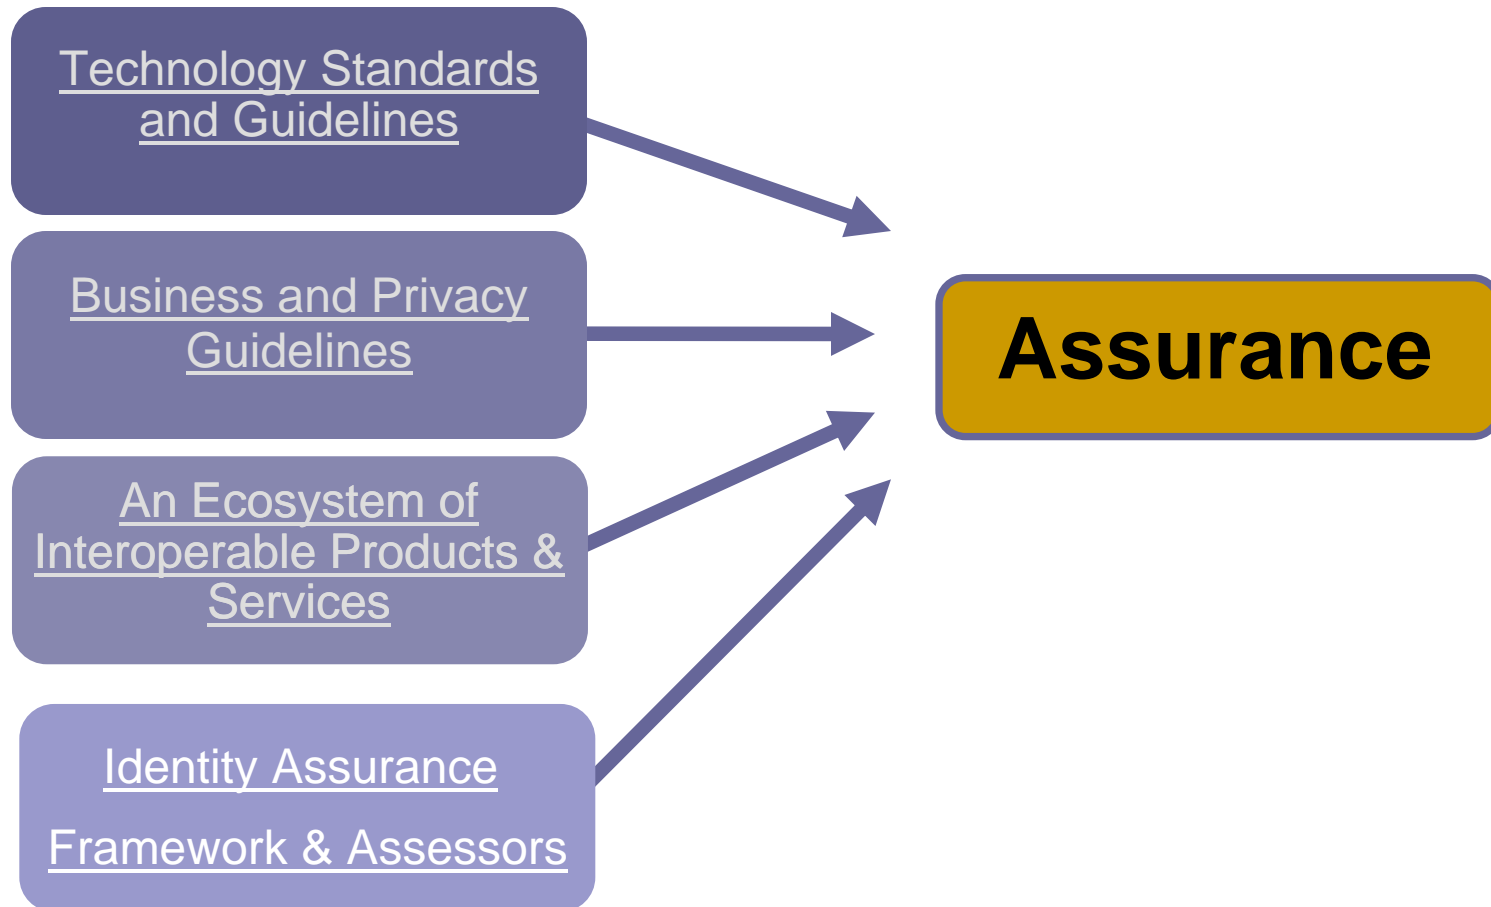 Technology Standards
and Guidelines
Business and Privacy
Guidelines
An Ecosystem of
Interoperable Products &
Services
Identity Assurance
Framework & Assessors
Assurance